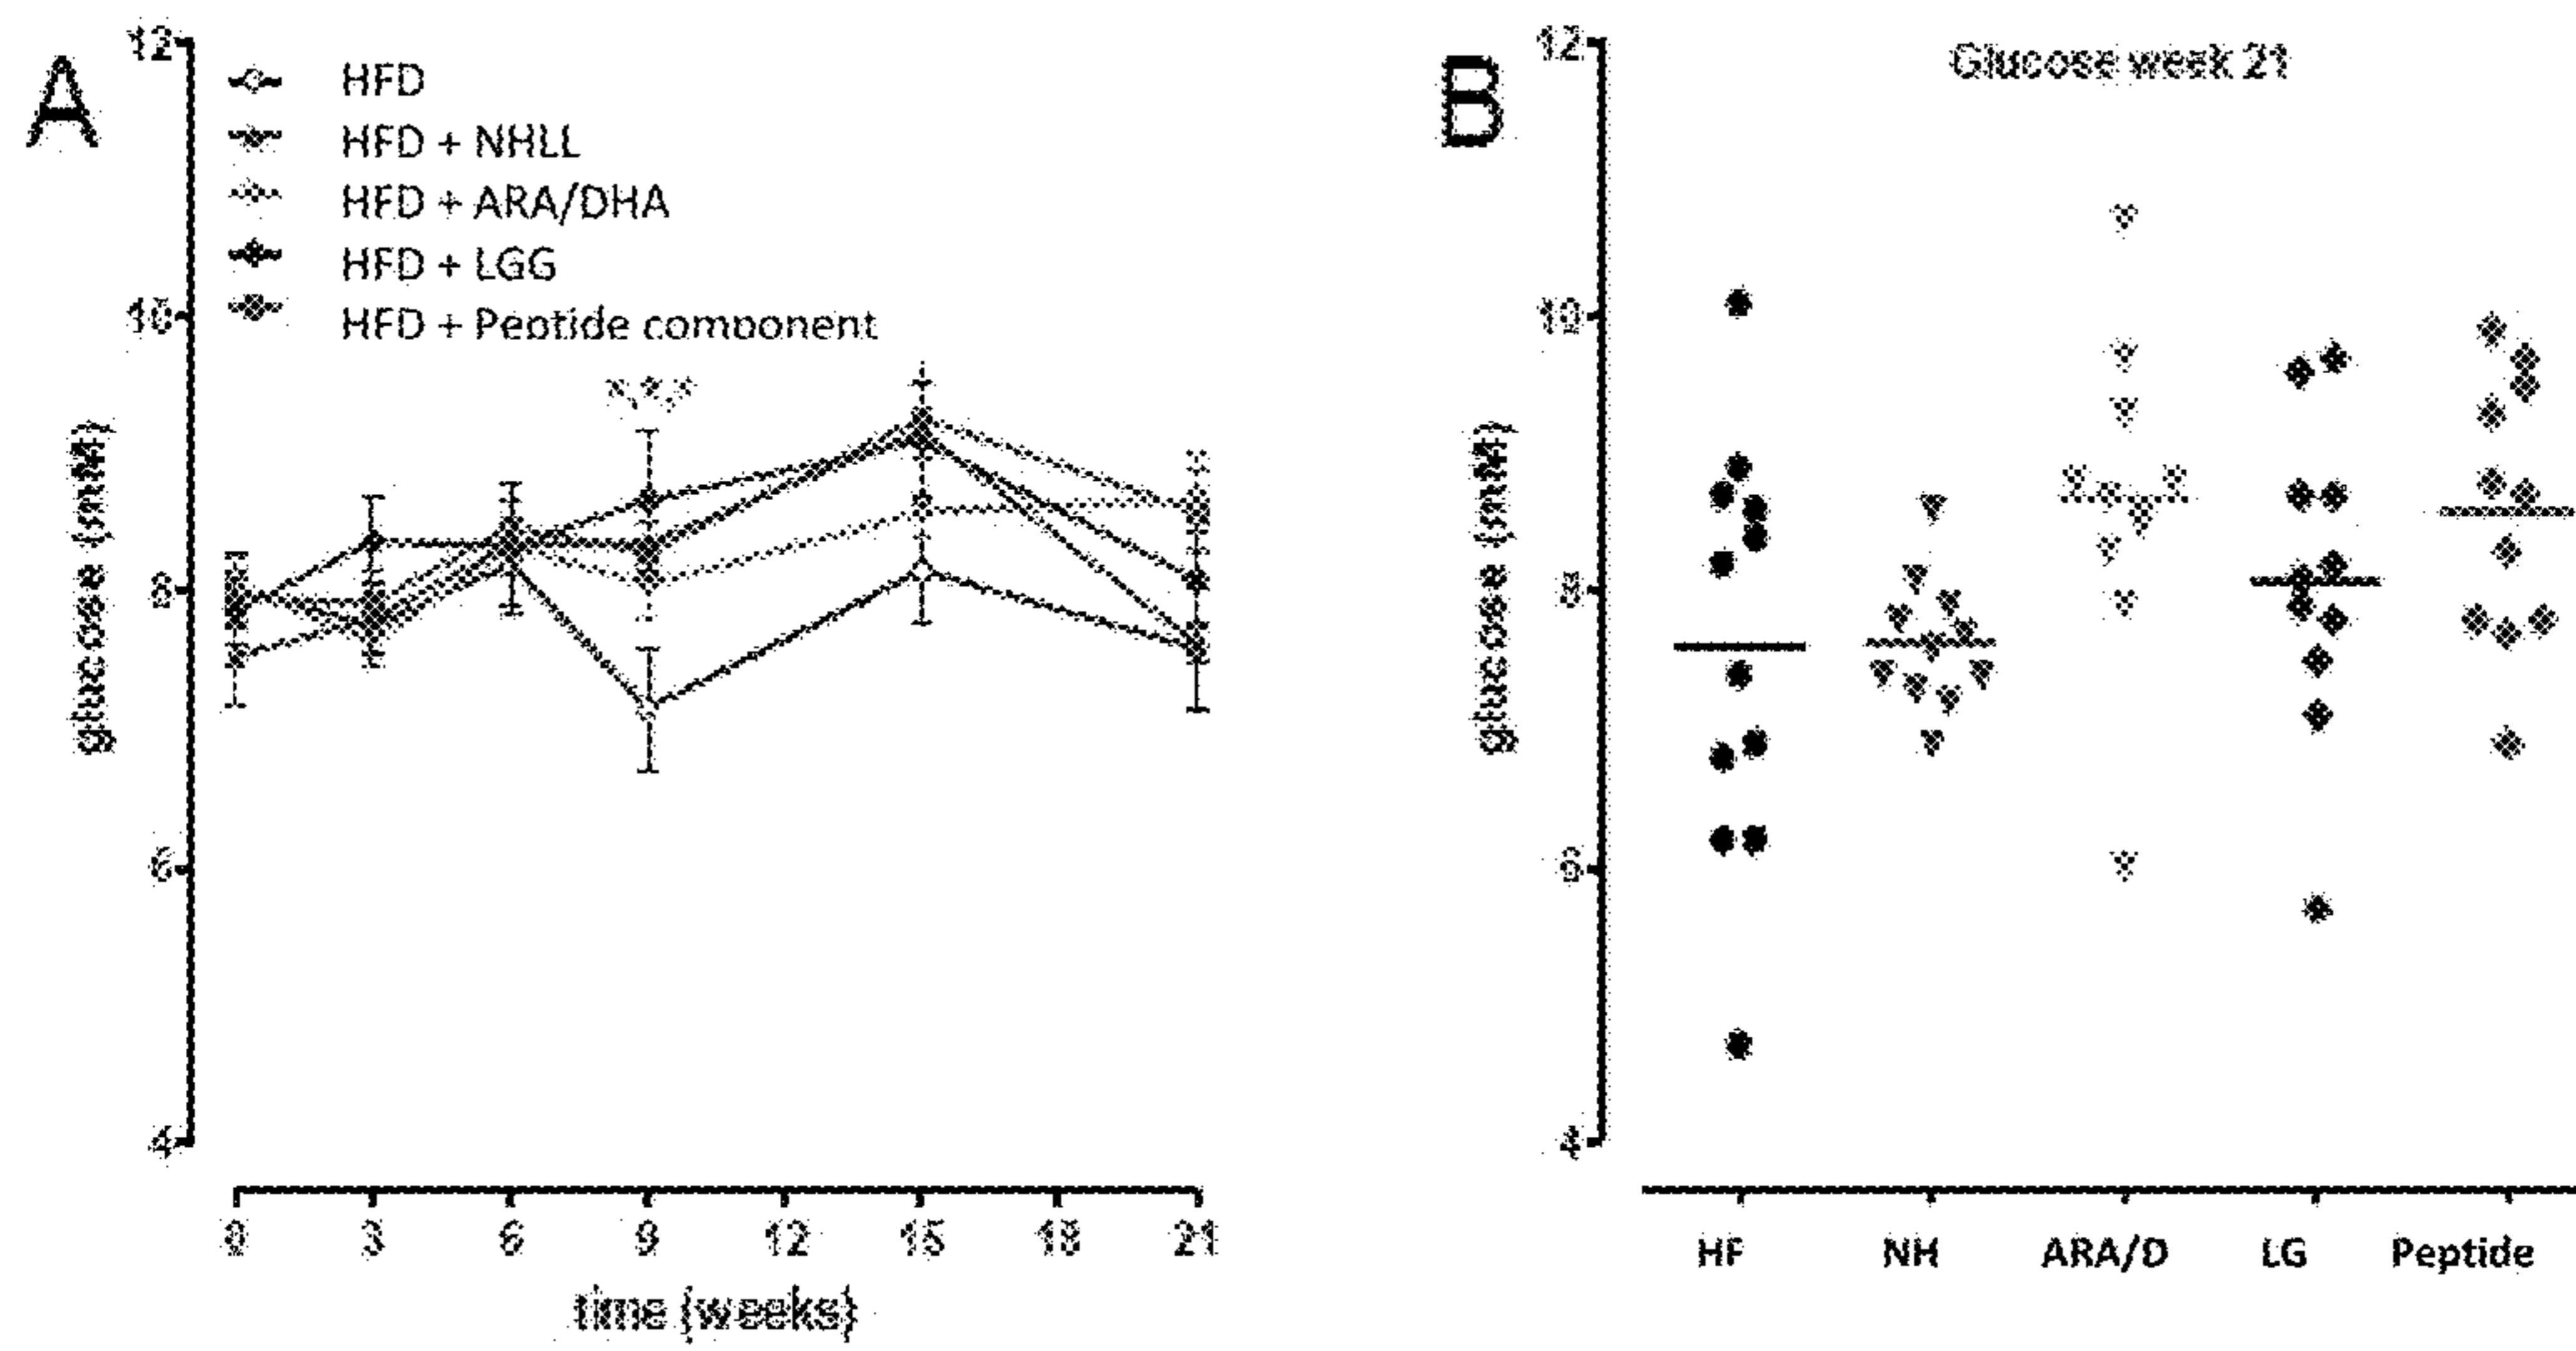 A
12
10
8
6
4
glucose (mM)
HFD
HFD + NHLL
HFD + ARA/DHA
HFD + LGG
HFD + Peptide component
*,*,*
0 3 6 9 12 15 18 21
time (weeks)
B
Glucose week 21
12
10
8
6
4
glucose (mM)
HF NH ARA/D LG Peptide